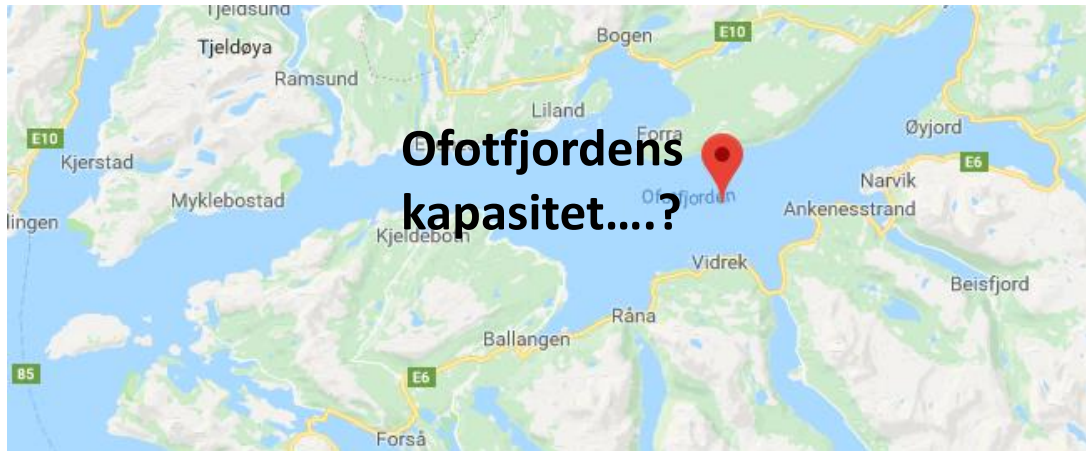 Tjeldsund
Bogen
E10
Tjeldøya
Ramsund
Liland
E10
Forra
Øyjord
Ofotfjordens
kapasitet….?
Kjerstad
E6
Narvik
Myklebostad
Ofotfjorden
Ankenesstrand
lingen
Kjeldebotn
Vidrek
Beisfjord
Råna
Ballangen
85
E6
Forså